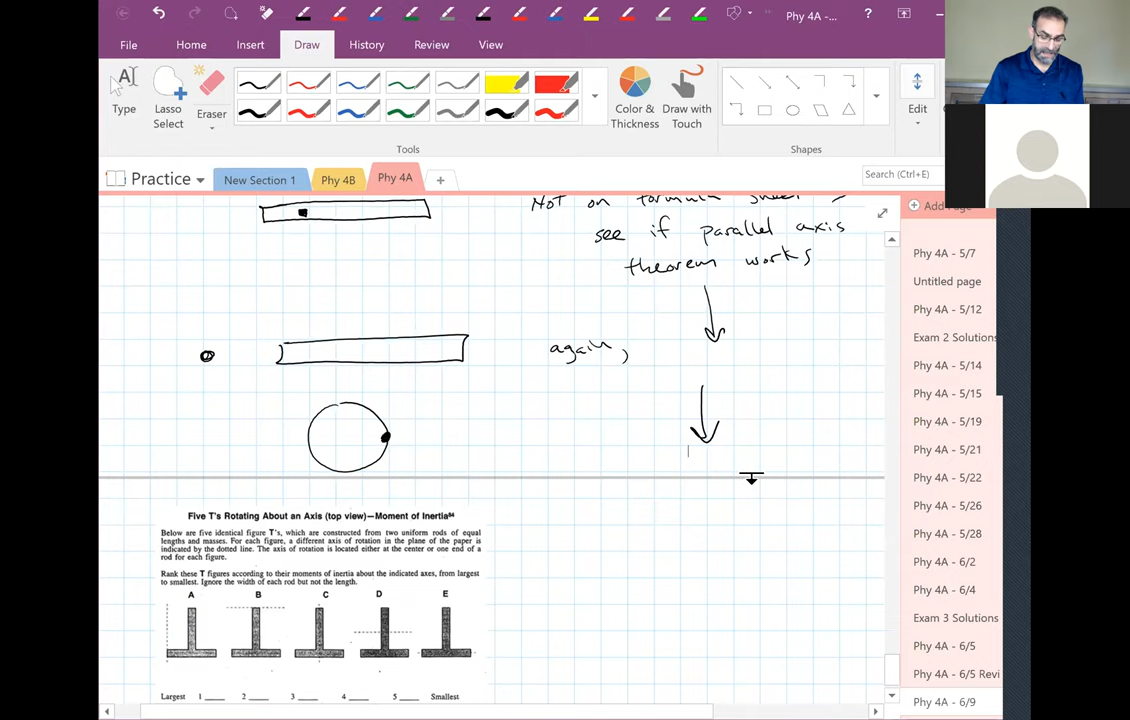 Phy 4A -...
?
File
Home
Insert
Draw
History
Review
View
Type
Lasso
Select
Eraser
Color &
Thickness
Draw with
Touch
Edit
Tools
Shapes
Practice
New Section 1
Phy 4B
Phy 4A
+
Search (Ctrl+E)
Add Page
Not on formula sheet
see if parallel axis
theorem works
again,
Phy 4A - 5/7
Untitled page
Phy 4A - 5/12
Exam 2 Solutions
Phy 4A - 5/14
Phy 4A - 5/15
Phy 4A - 5/19
Phy 4A - 5/21
Phy 4A - 5/22
Phy 4A - 5/26
Phy 4A - 5/28
Phy 4A - 6/2
Phy 4A - 6/4
Exam 3 Solutions
Phy 4A - 6/5
Phy 4A - 6/5 Revi
Phy 4A - 6/9
Five T's Rotating About an Axis (top view)—Moment of Inertia⁸⁴
Below are five identical figure T's, which are constructed from two uniform rods of equal
lengths and masses. For each figure, a different axis of rotation in the plane of the paper is
indicated by the dotted line. The axis of rotation is located either at the center or one end of a
rod for each figure.
Rank these T figures according to their moments of inertia about the indicated axes, from largest
to smallest. Ignore the width of each rod but not the length.
A B C D E
Largest 1 ____ 2 ____ 3 ____ 4 ____ 5 ____ Smallest